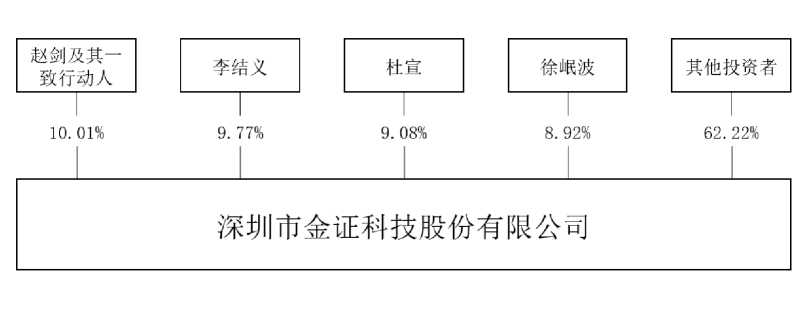 赵剑及其一
致行动人
李结义
杜宣
徐岷波
其他投资者
10.01%
9.77%
9.08%
8.92%
62.22%
深圳市金证科技股份有限公司